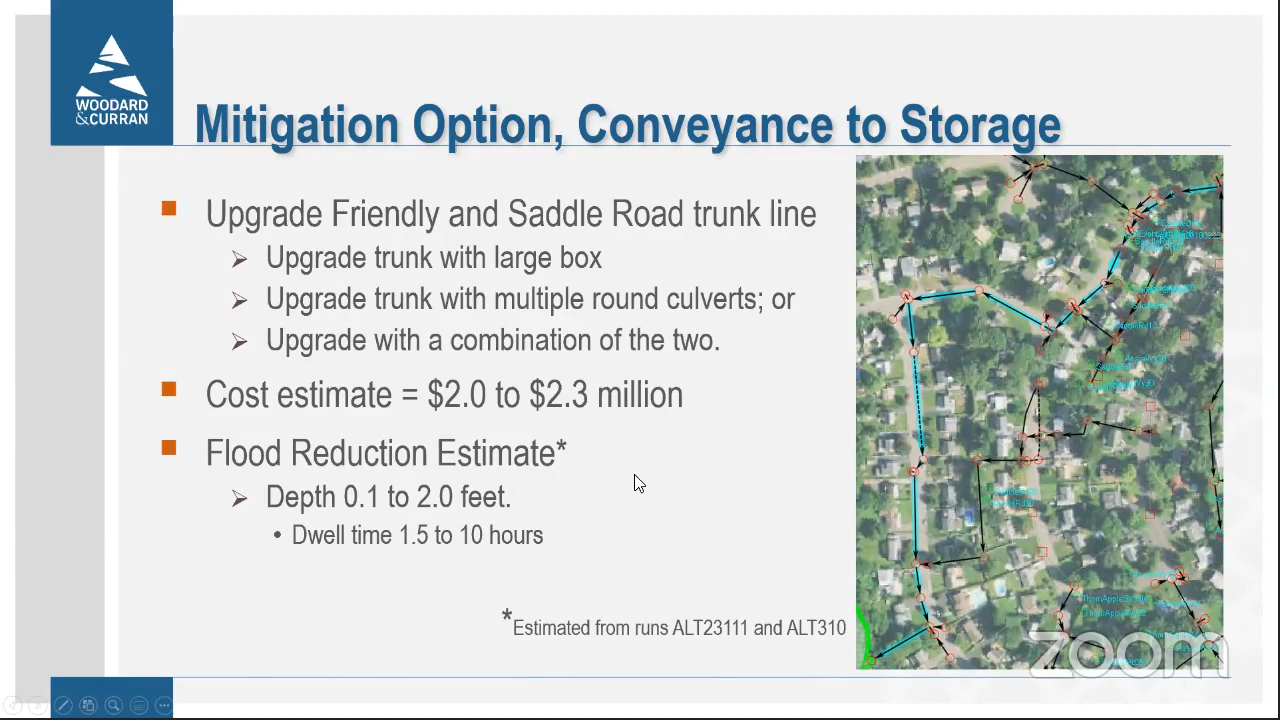 WOODARD
&CURRAN
Mitigation Option, Conveyance to Storage
Upgrade Friendly and Saddle Road trunk line
Upgrade trunk with large box
Upgrade trunk with multiple round culverts; or
Upgrade with a combination of the two.
Cost estimate = $2.0 to $2.3 million
Flood Reduction Estimate*
Depth 0.1 to 2.0 feet.
• Dwell time 1.5 to 10 hours
*Estimated from runs ALT23111 and ALT310
ThornAppleSaddle
zoom